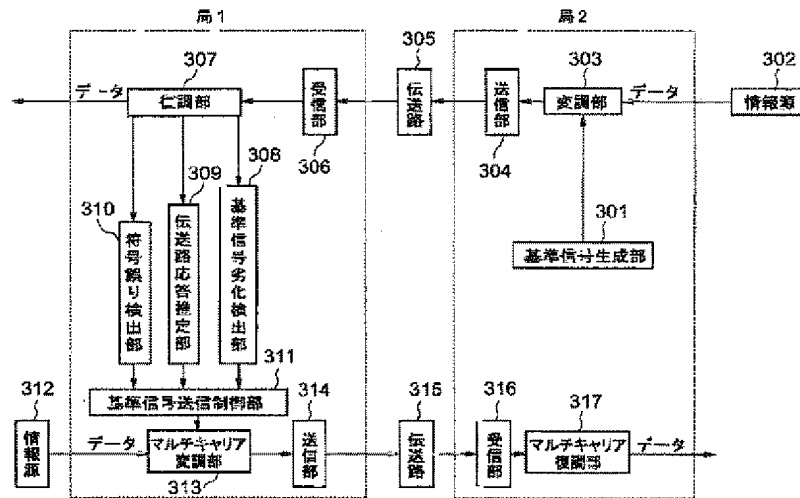 局1
局2
307
305
303
302
データ
仁調部
受信部
伝送路
送信部
変調部
データ
情報源
306
304
308
309
310
符号誤り検出部
伝送路応答推定部
基準信号劣化検出部
301
基準信号生成部
311
312
基準信号送信制御部
314
315
316
317
情報源
データ
マルチキャリア
変調部
送信部
伝送路
受信部
マルチキャリア
復調部
データ
313